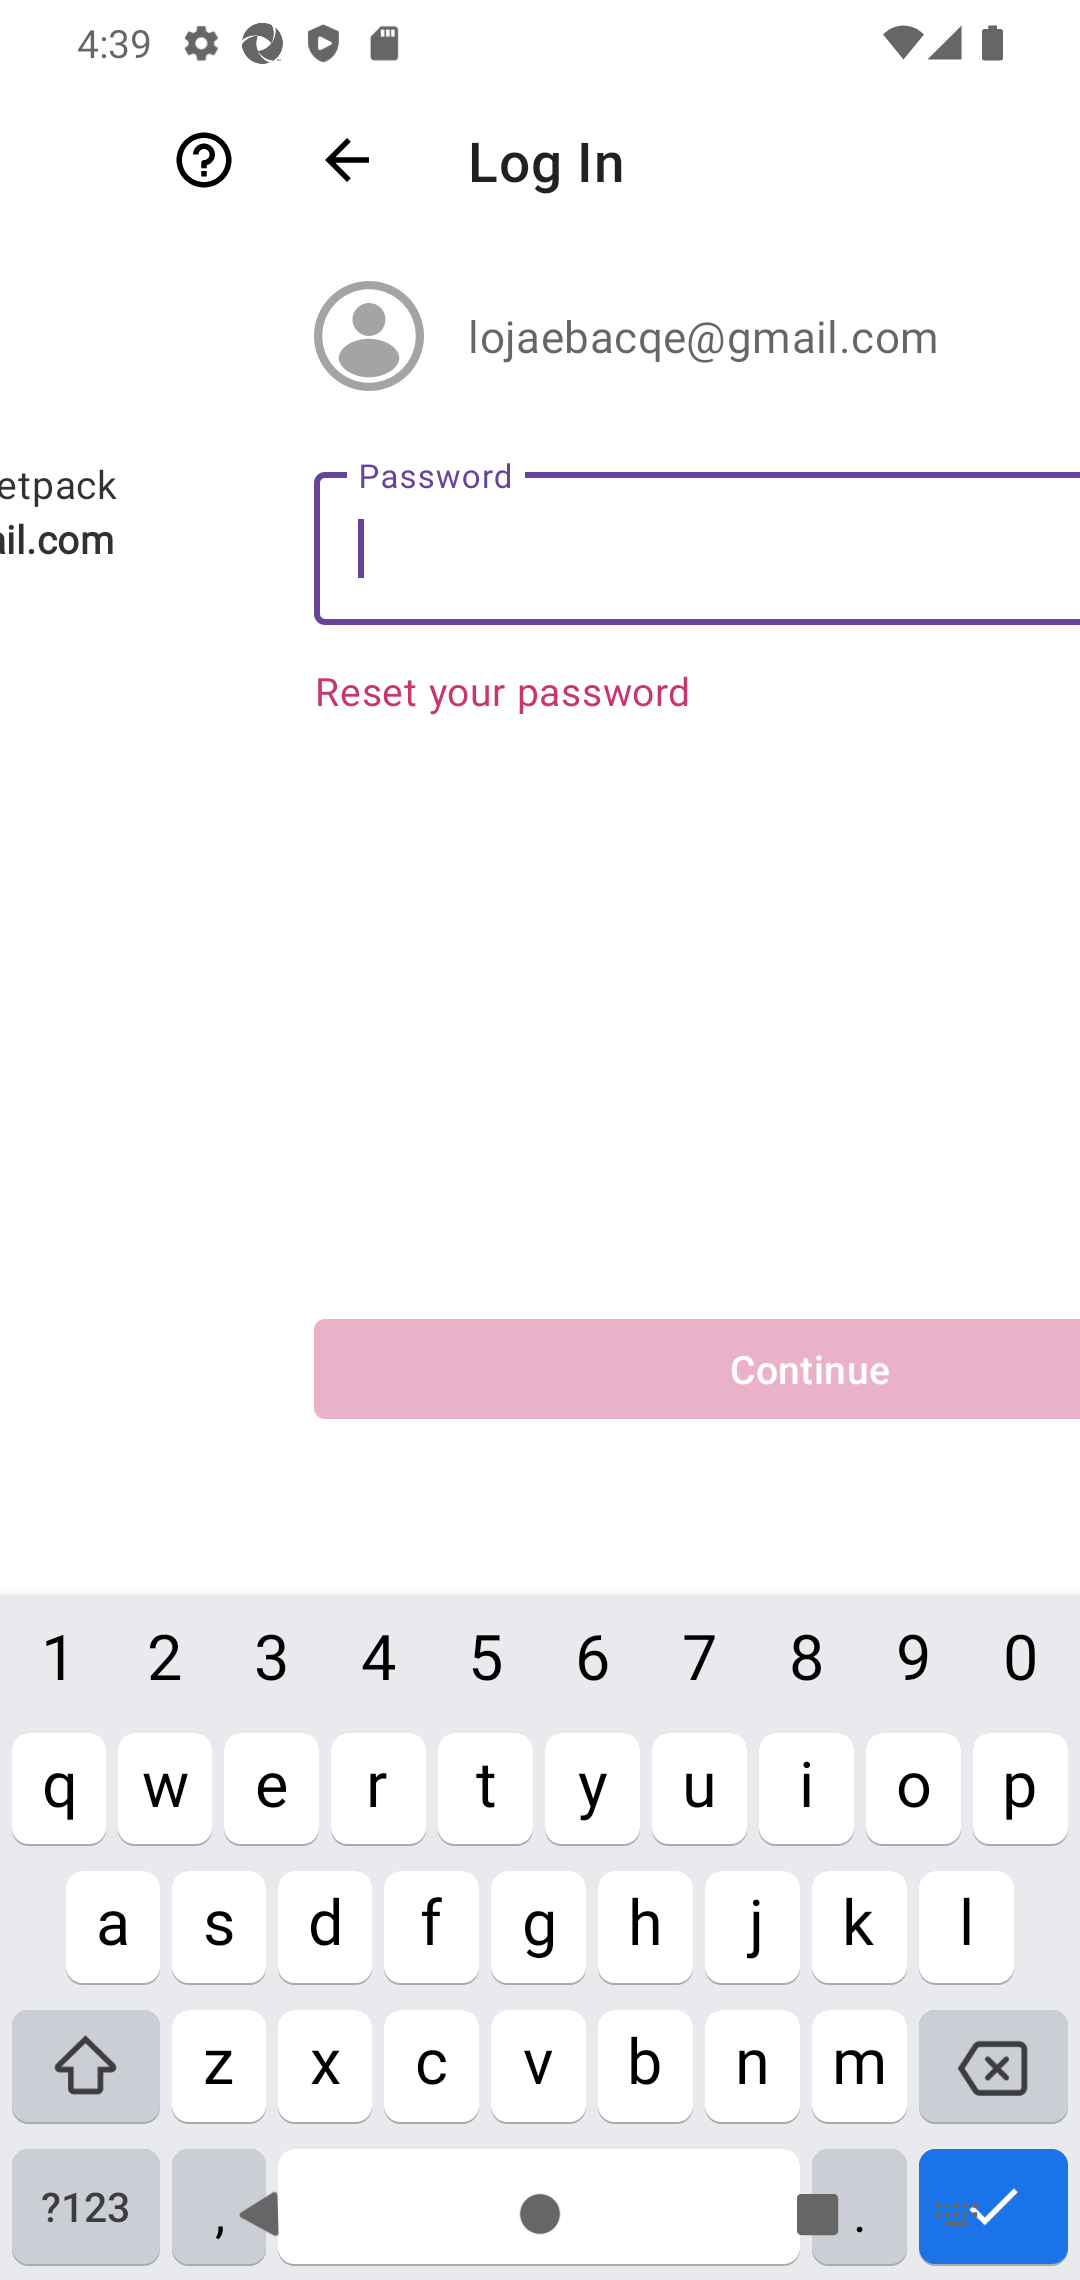 4:39
Log In
lojaebacqe@gmail.com
etpack
ail.com
Password
Reset your password
Continue
1 2 3 4 5 6 7 8 9 0
q w e r t y u i o p
a s d f g h j k l
z x c v b n m
?123 , .